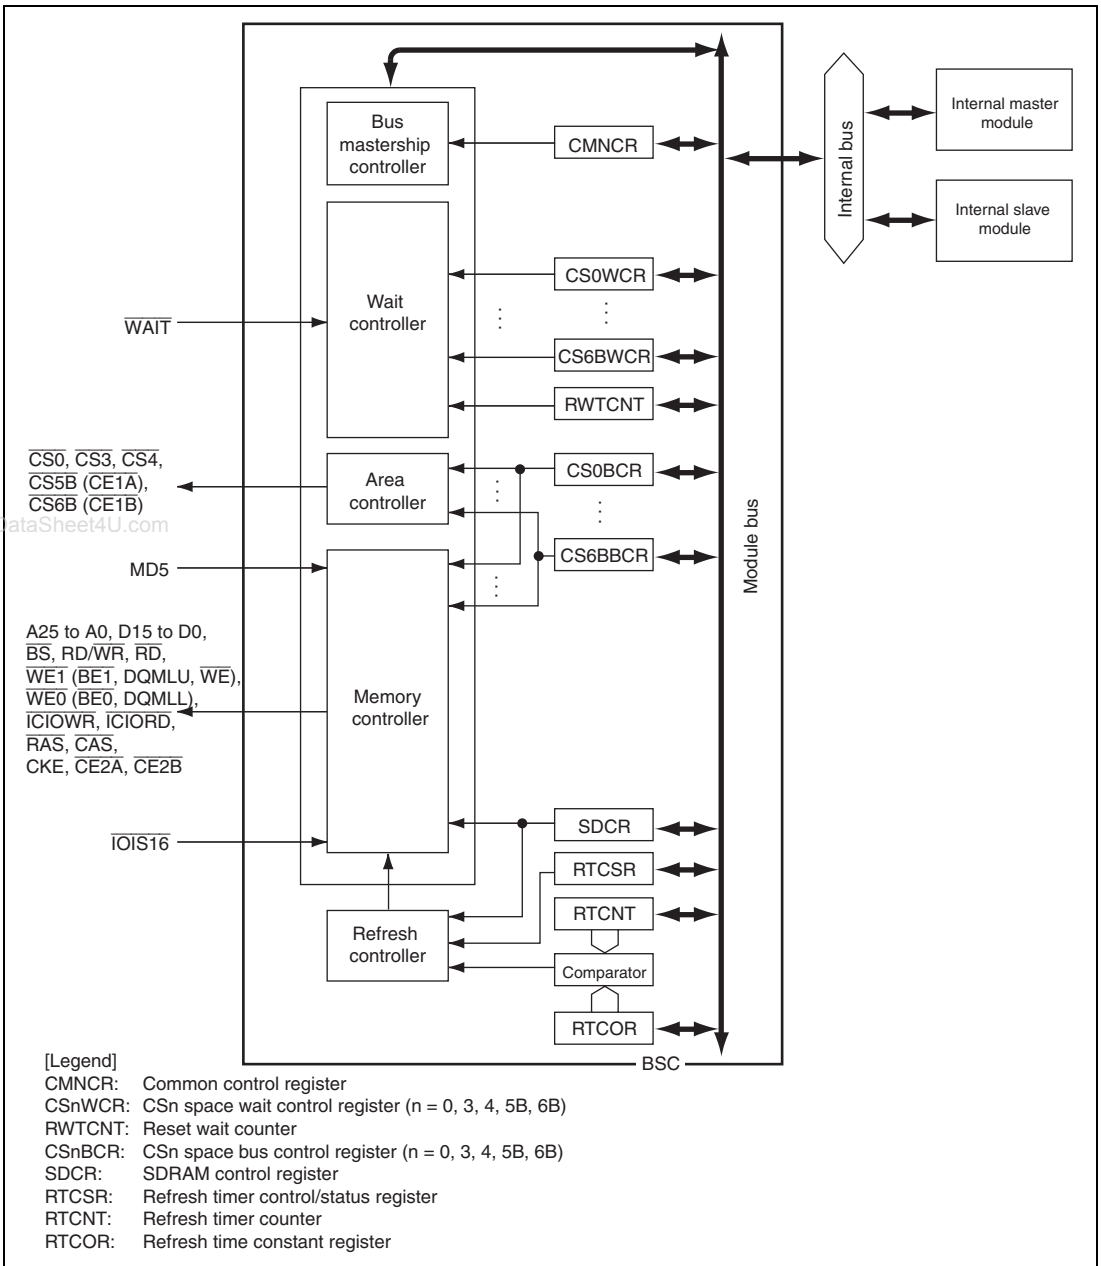 Bus
mastership
controller
CMNCR
Internal bus
Internal master
module
Internal slave
module
Wait
controller
CS0WCR
WAIT
CS6BWCR
RWTCNT
CS0, CS3, CS4,
CS5B (CE1A),
CS6B (CE1B)
Area
controller
CS0BCR
ataSheet4U.com
CS6BBCR
Module bus
MD5
A25 to A0, D15 to D0,
BS, RD/WR, RD,
WE1 (BE1, DQMLU, WE),
WE0 (BE0, DQMLL),
ICIOWR, ICIORD,
RAS, CAS,
CKE, CE2A, CE2B
Memory
controller
IOIS16
SDCR
RTCSR
RTCNT
Refresh
controller
Comparator
RTCOR
BSC
[Legend]
CMNCR: Common control register
CSnWCR: CSn space wait control register (n = 0, 3, 4, 5B, 6B)
RWTCNT: Reset wait counter
CSnBCR: CSn space bus control register (n = 0, 3, 4, 5B, 6B)
SDCR: SDRAM control register
RTCSR: Refresh timer control/status register
RTCNT: Refresh timer counter
RTCOR: Refresh time constant register